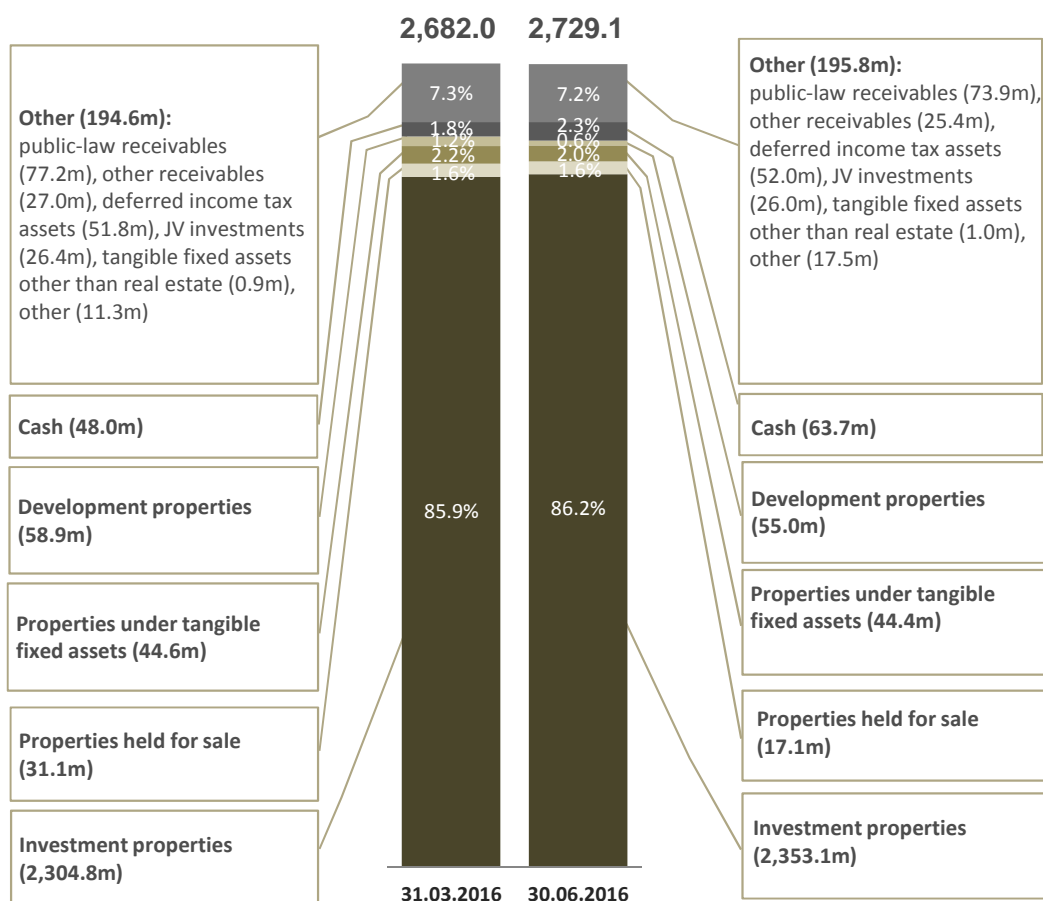 2,682.0 2,729.1
Other (194.6m):
public-law receivables
(77.2m), other receivables
(27.0m), deferred income tax
assets (51.8m), JV investments
(26.4m), tangible fixed assets
other than real estate (0.9m),
other (11.3m)
Cash (48.0m)
Development properties
(58.9m)
Properties under tangible
fixed assets (44.6m)
Properties held for sale
(31.1m)
Investment properties
(2,304.8m)
7.3% 7.2%
1.8% 2.3%
1.2% 0.6%
2.2% 2.0%
1.6% 1.6%
85.9% 86.2%
31.03.2016 30.06.2016
Other (195.8m):
public-law receivables (73.9m),
other receivables (25.4m),
deferred income tax assets
(52.0m), JV investments
(26.0m), tangible fixed assets
other than real estate (1.0m),
other (17.5m)
Cash (63.7m)
Development properties
(55.0m)
Properties under tangible
fixed assets (44.4m)
Properties held for sale
(17.1m)
Investment properties
(2,353.1m)